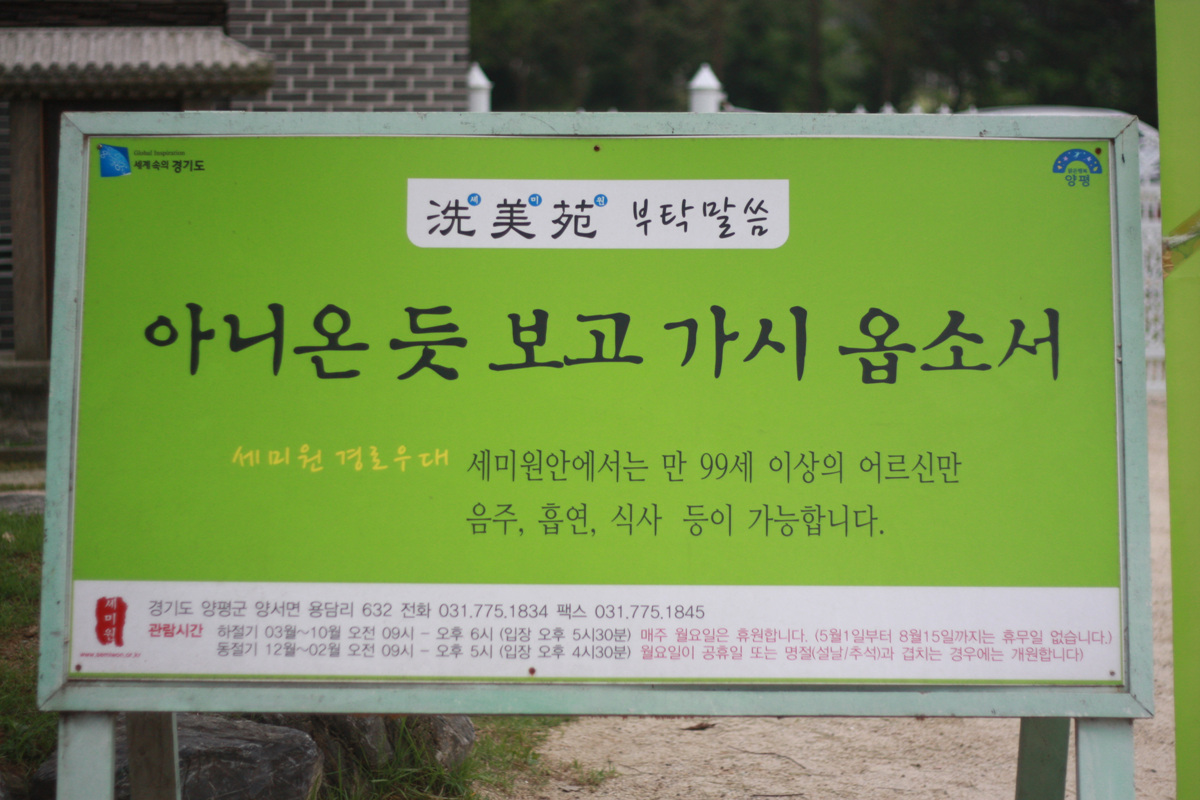 Global Inspiration
세계 속의 경기도
양평
洗세 美미 苑원 부탁말씀
아니온 듯 보고 가시 옵소서
세미원 경로우대 세미원안에서는 만 99세 이상의 어르신만
음주, 흡연, 식사 등이 가능합니다.
세미원
www.semiwon.or.kr
경기도 양평군 양서면 용담리 632 전화 031.775.1834 팩스 031.775.1845
관람시간 하절기 03월~10월 오전 09시 - 오후 6시 (입장 오후 5시30분) 매주 월요일은 휴원합니다. (5월1일부터 8월15일까지는 휴무일 없습니다.)
동절기 12월~02월 오전 09시 - 오후 5시 (입장 오후 4시30분) 월요일이 공휴일 또는 명절(설날/추석)과 겹치는 경우에는 개원합니다)